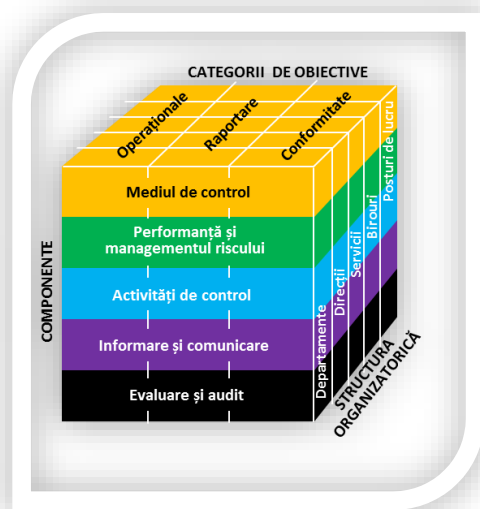 CATEGORII DE OBIECTIVE
Operaționale
Raportare
Conformitate
COMPONENTE
Mediul de control
Performanță și
managementul riscului
Activități de control
Informare și comunicare
Evaluare și audit
Departamente
Direcții
Servicii
Birouri
Posturi de lucru
STRUCTURA
ORGANIZATORICĂ